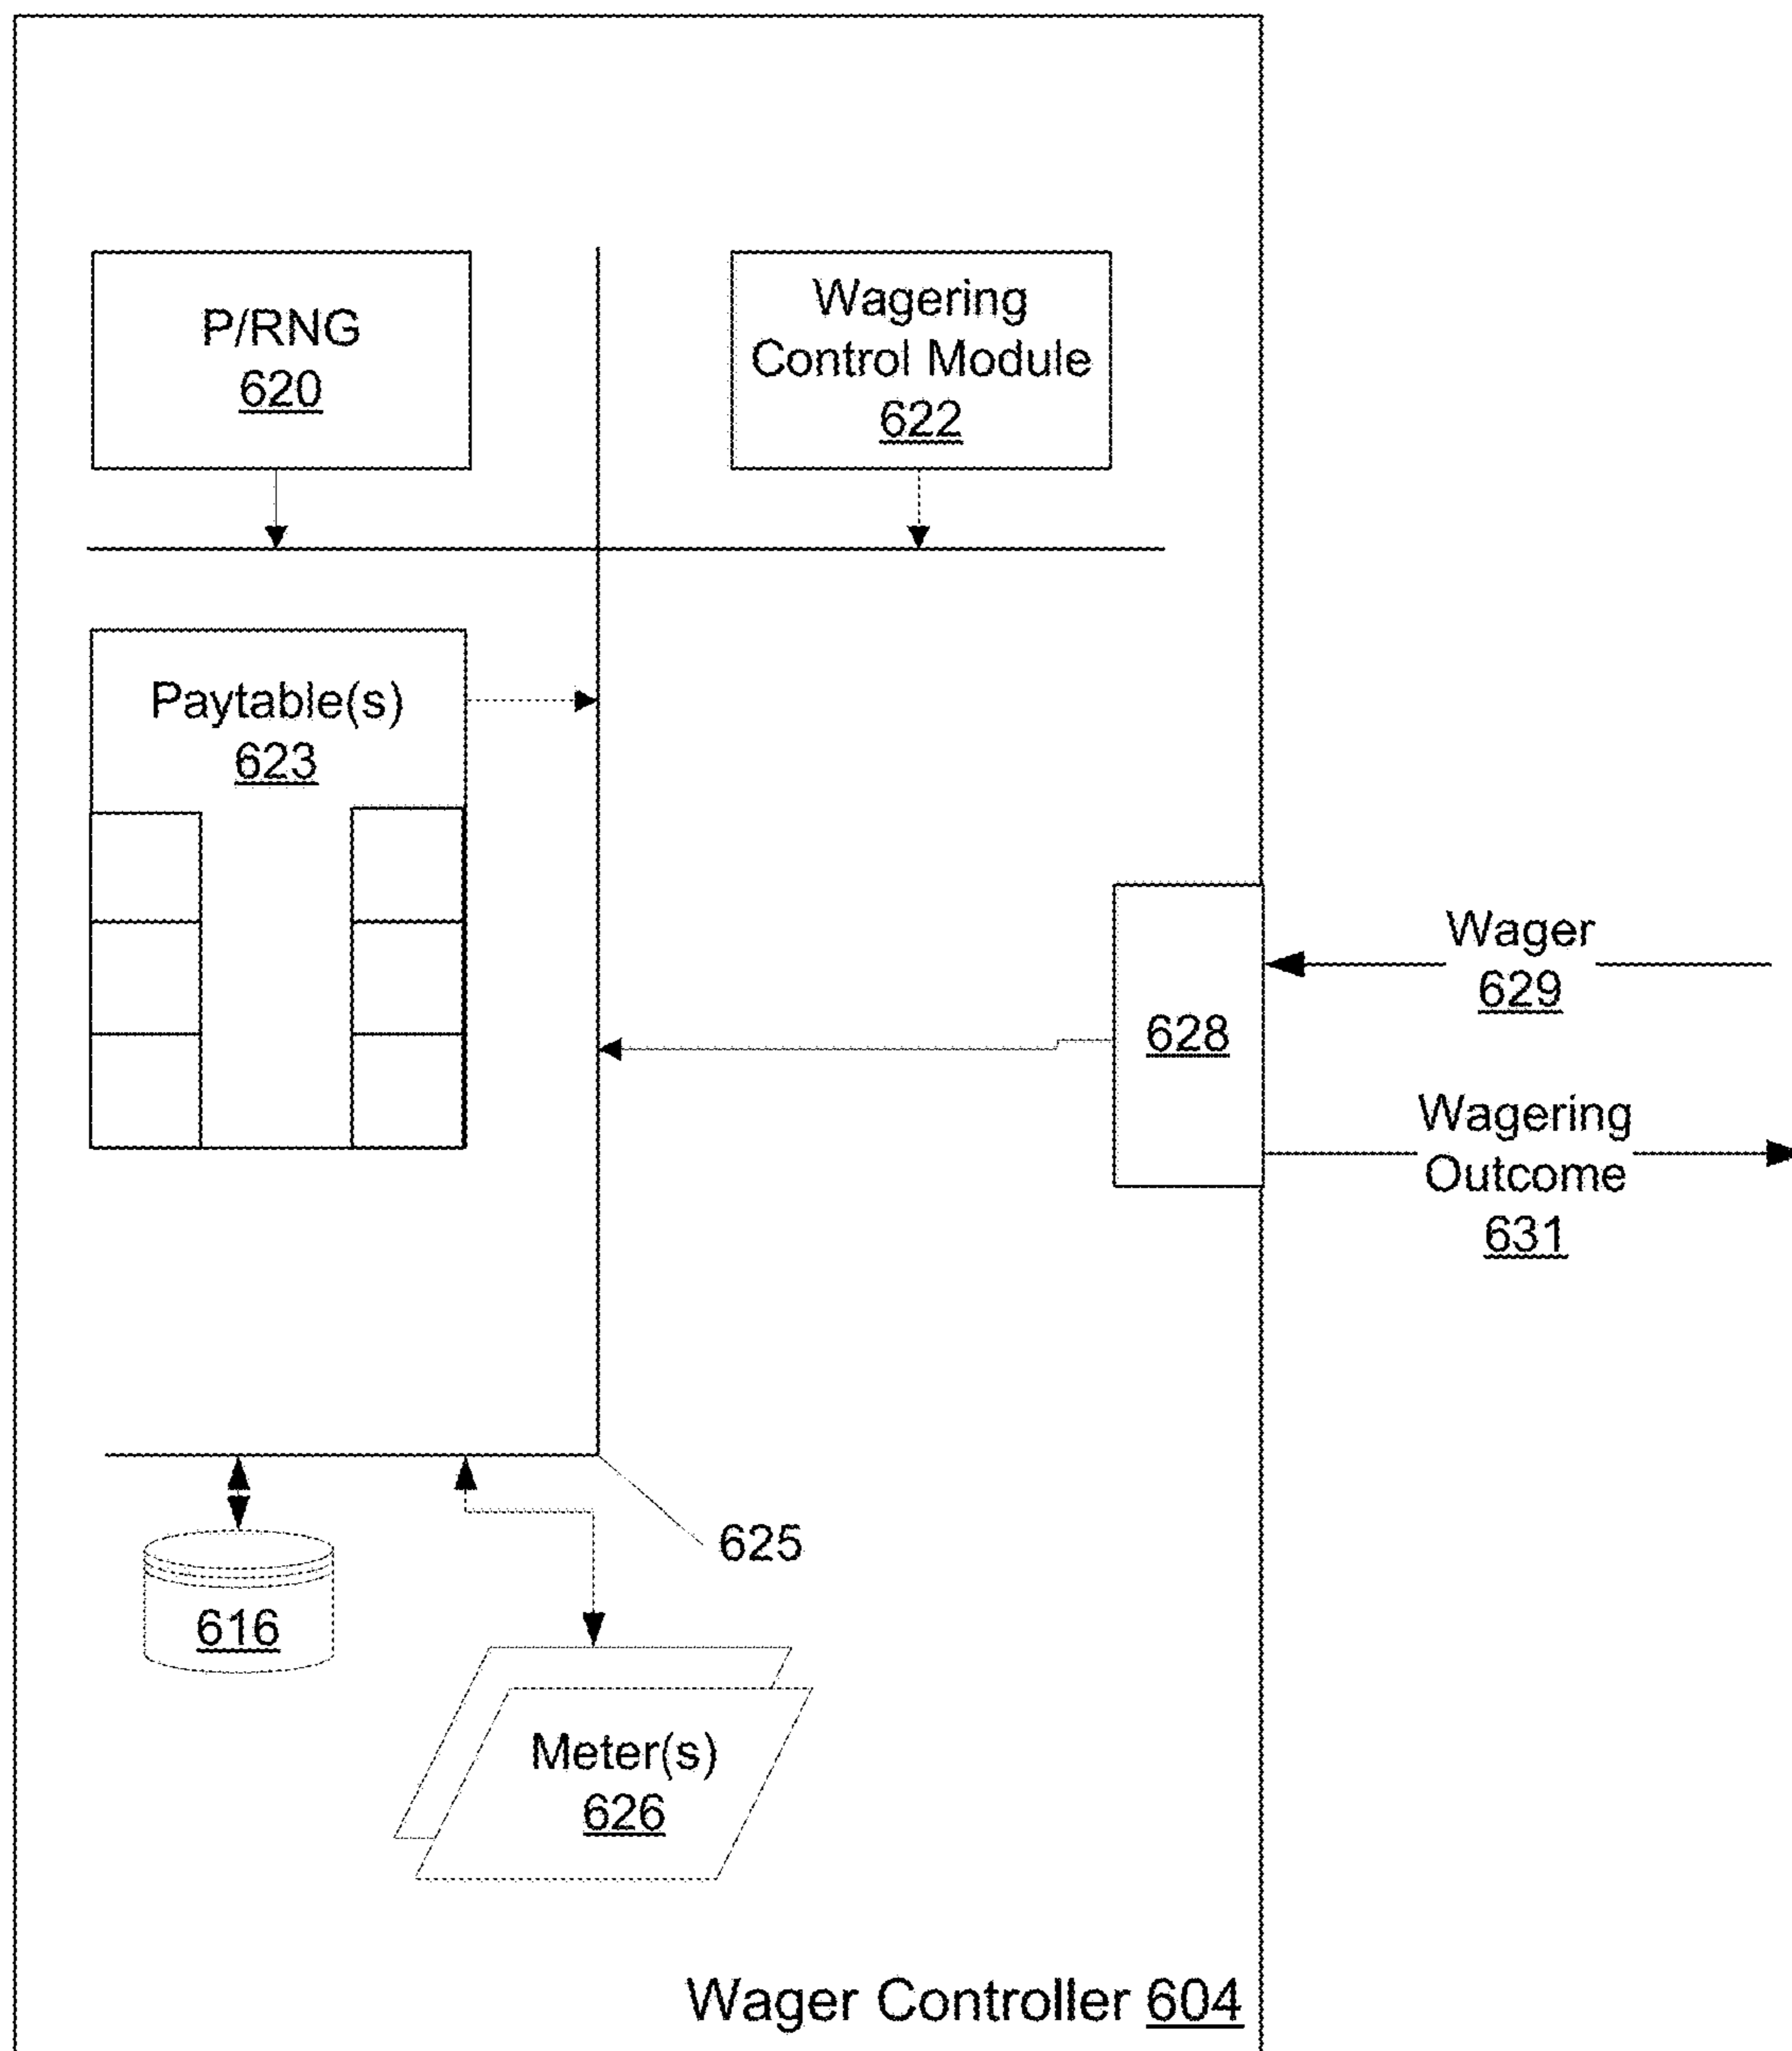 P/RNG
620
Wagering
Control Module
622
Paytable(s)
623
Wager
629
628
Wagering
Outcome
631
625
616
Meter(s)
626
Wager Controller 604